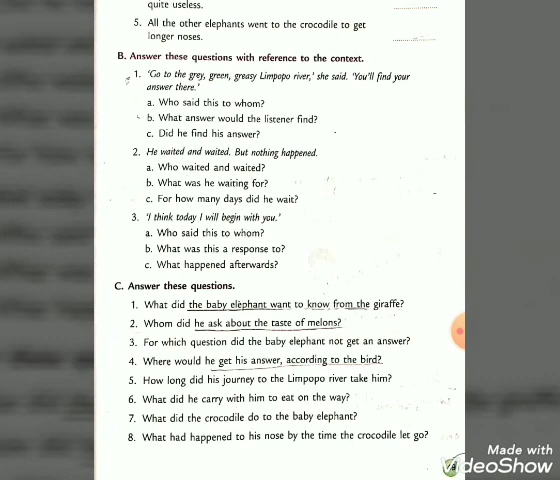 quite useless.
5. All the other elephants went to the crocodile to get
longer noses.
B. Answer these questions with reference to the context.
1. 'Go to the grey, green, greasy Limpopo river,' she said. 'You'll find your
answer there.'
a. Who said this to whom?
b. What answer would the listener find?
c. Did he find his answer?
2. He waited and waited. But nothing happened.
a. Who waited and waited?
b. What was he waiting for?
c. For how many days did he wait?
3. 'I think today I will begin with you.'
a. Who said this to whom?
b. What was this a response to?
c. What happened afterwards?
C. Answer these questions.
1. What did the baby elephant want to know from the giraffe?
2. Whom did he ask about the taste of melons?
3. For which question did the baby elephant not get an answer?
4. Where would he get his answer, according to the bird?
5. How long did his journey to the Limpopo river take him?
6. What did he carry with him to eat on the way?
7. What did the crocodile do to the baby elephant?
8. What had happened to his nose by the time the crocodile let go?
Made with
VideoShow